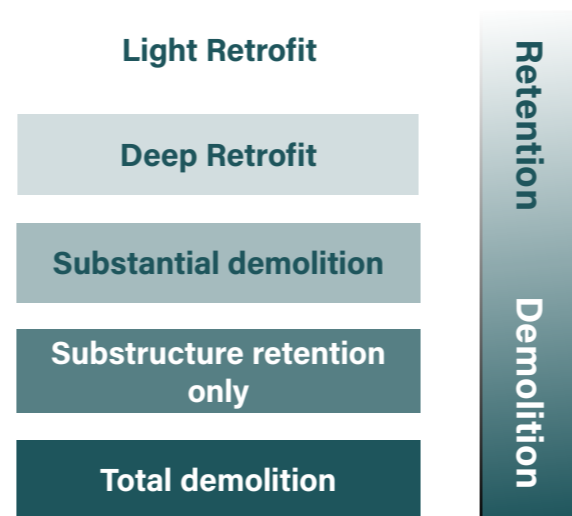 Light Retrofit
Deep Retrofit
Substantial demolition
Substructure retention
only
Total demolition
Retention
Demolition